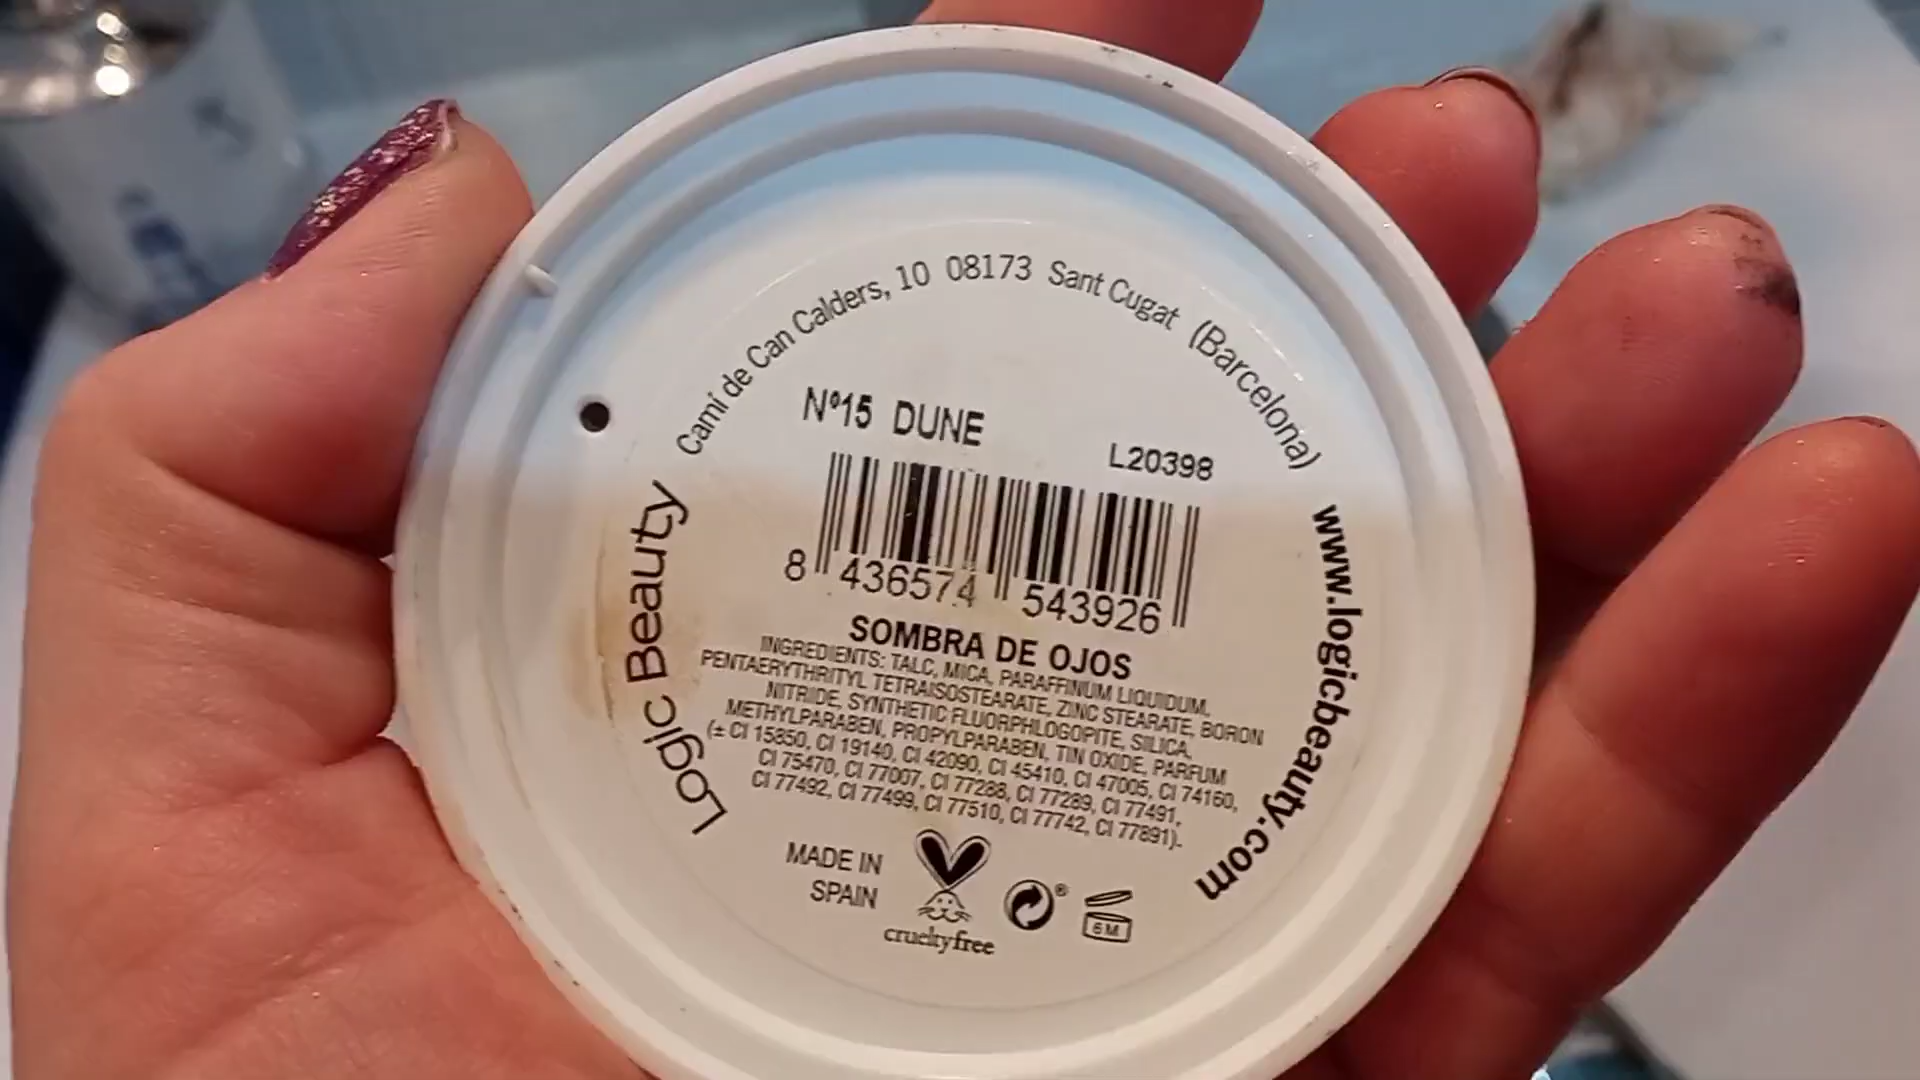 Logic Beauty
Camí de Can Calders, 10 08173 Sant Cugat (Barcelona)
www.logicbeauty.com
Nº15 DUNE
L20398
8 436574 543926
SOMBRA DE OJOS
INGREDIENTS: TALC, MICA, PARAFFINUM LIQUIDUM,
PENTAERYTHRITYL TETRAISOSTEARATE, ZINC STEARATE, BORON
NITRIDE, SYNTHETIC FLUORPHLOGOPITE, SILICA,
METHYLPARABEN, PROPYLPARABEN, TIN OXIDE, PARFUM
(± CI 15850, CI 19140, CI 42090, CI 45410, CI 47005, CI 74160,
CI 75470, CI 77007, CI 77288, CI 77289, CI 77491,
CI 77492, CI 77499, CI 77510, CI 77742, CI 77891).
MADE IN
SPAIN
crueltyfree
®
6M